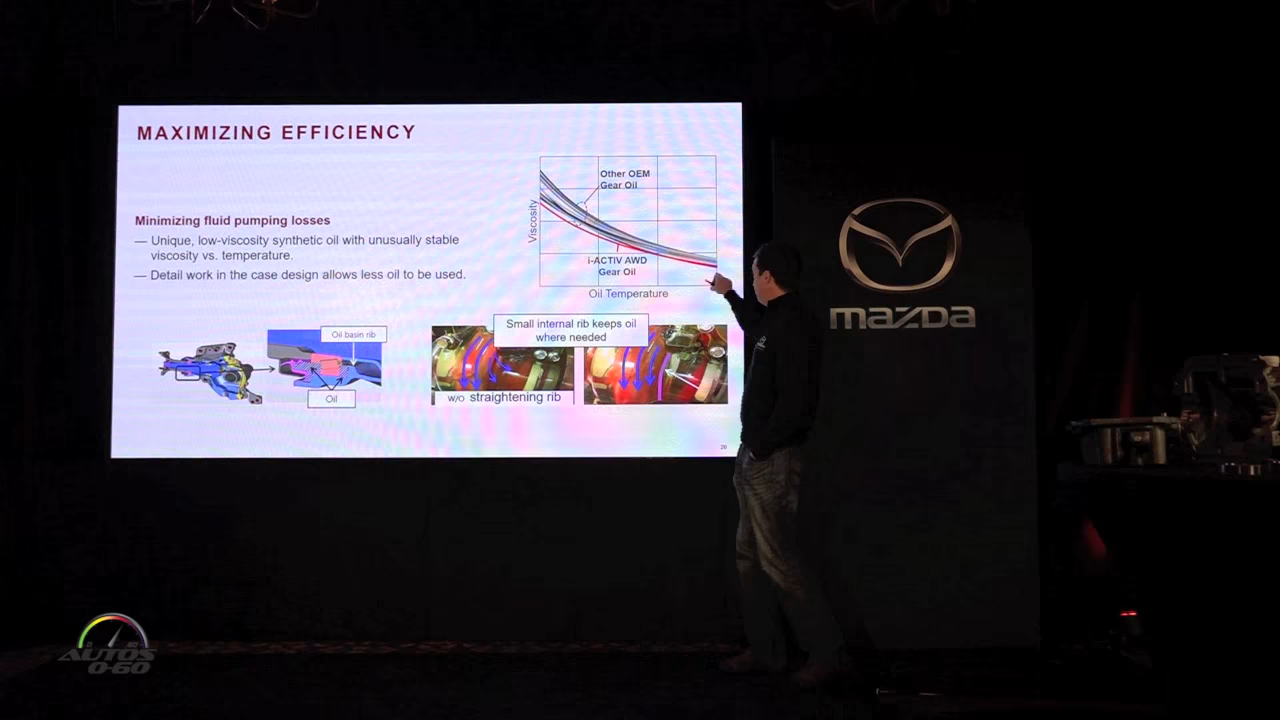 MAXIMIZING EFFICIENCY
Minimizing fluid pumping losses
— Unique, low-viscosity synthetic oil with unusually stable
viscosity vs. temperature.
— Detail work in the case design allows less oil to be used.
Other OEM
Gear Oil
Viscosity
i-ACTIV AWD
Gear Oil
Oil Temperature
Oil basin rib
Oil
Small internal rib keeps oil
where needed
w/o straightening rib
20
mazda
AUTOS
0-60